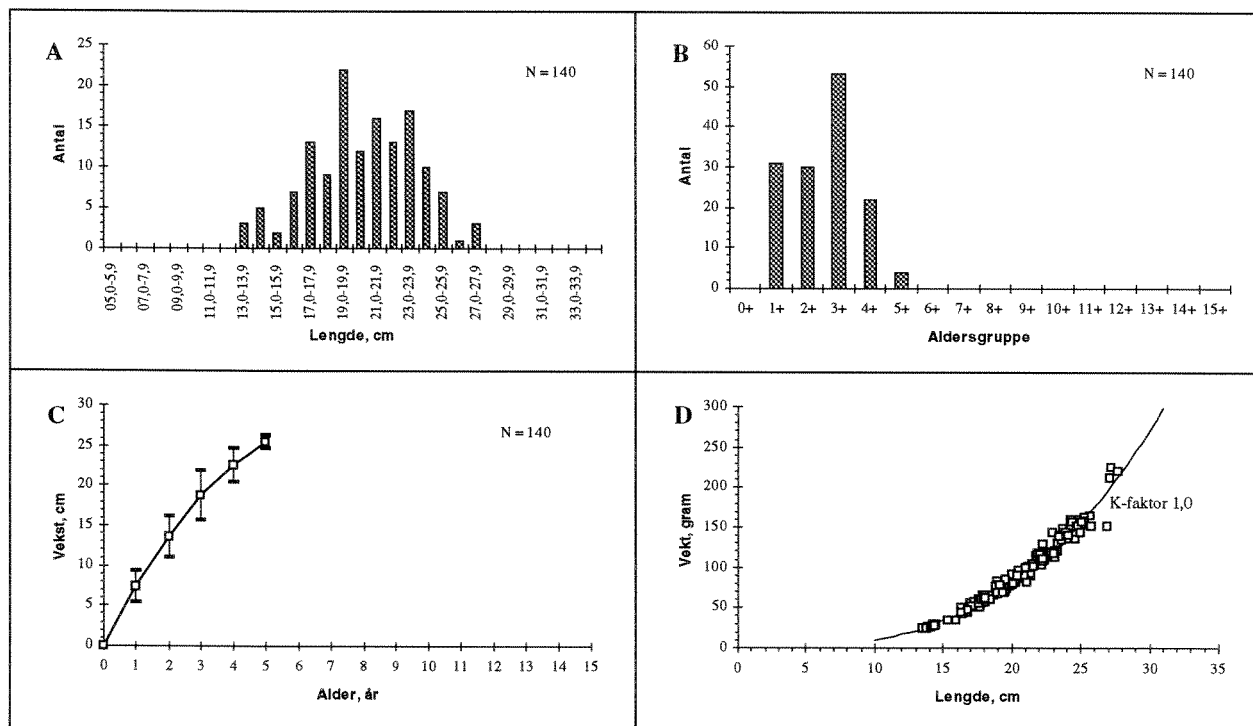 A
N = 140
Antal
25
20
15
10
5
0
05,0-5,9
07,0-7,9
09,0-9,9
11,0-11,9
13,0-13,9
15,0-15,9
17,0-17,9
19,0-19,9
21,0-21,9
23,0-23,9
25,0-25,9
27,0-27,9
29,0-29,9
31,0-31,9
33,0-33,9
Lengde, cm
B
N = 140
Antal
60
50
40
30
20
10
0
0+ 1+ 2+ 3+ 4+ 5+ 6+ 7+ 8+ 9+ 10+ 11+ 12+ 13+ 14+ 15+
Aldersgruppe
C
N = 140
Vekst, cm
30
25
20
15
10
5
0
0 1 2 3 4 5 6 7 8 9 10 11 12 13 14 15
Alder, år
D
Vekt, gram
300
250
200
150
100
50
0
K-faktor 1,0
0 5 10 15 20 25 30 35
Lengde, cm